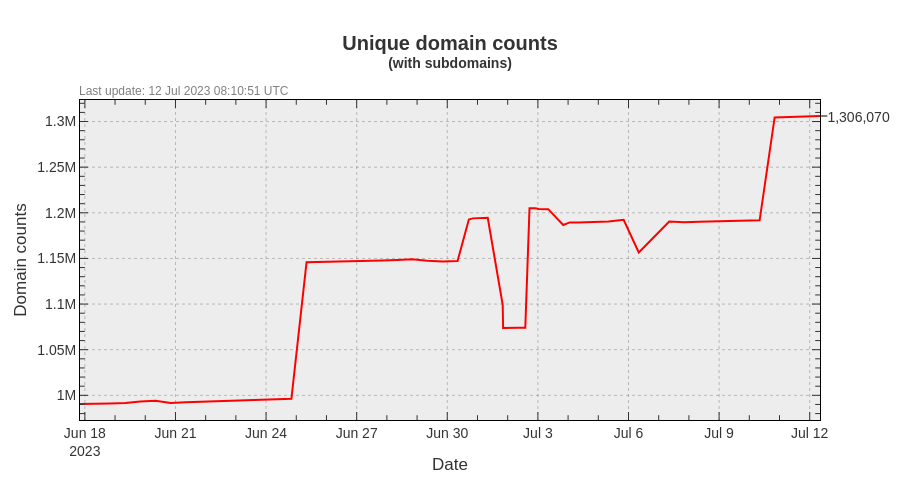 Unique domain counts
(with subdomains)
Last update: 12 Jul 2023 08:10:51 UTC
1.3M
1,306,070
1.25M
1.2M
1.15M
1.1M
1.05M
1M
Domain counts
Jun 18 Jun 21 Jun 24 Jun 27 Jun 30 Jul 3 Jul 6 Jul 9 Jul 12
2023
Date